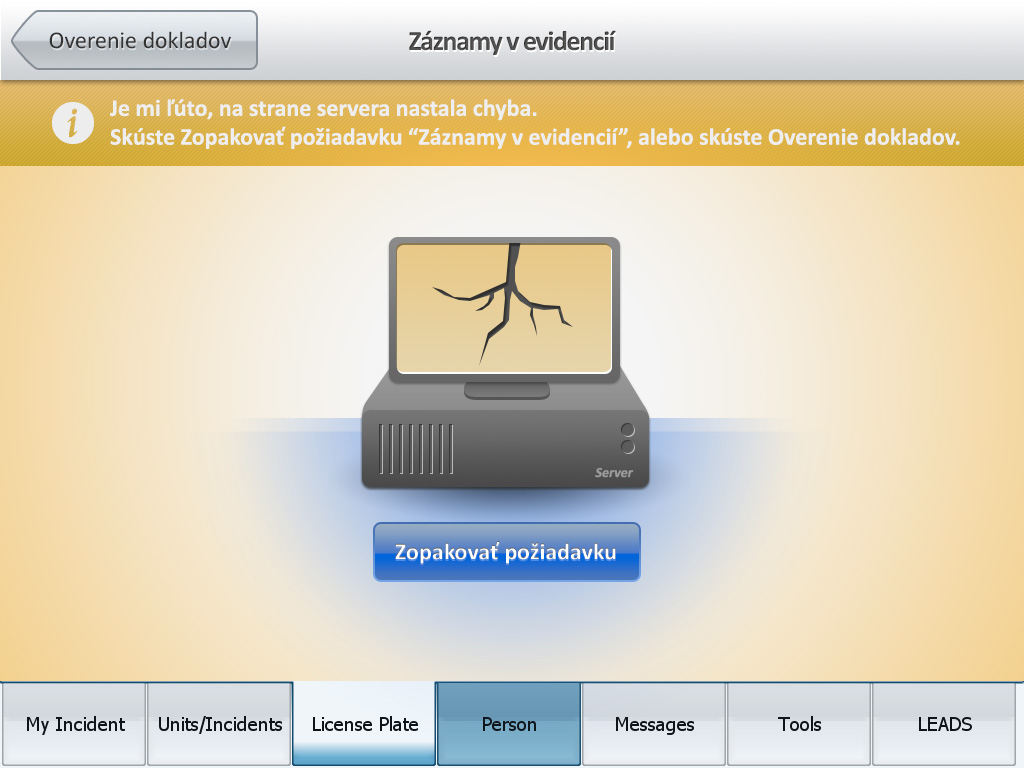 Overenie dokladov
Záznamy v evidencií
Je mi ľúto, na strane servera nastala chyba.
Skúste Zopakovať požiadavku “Záznamy v evidencií”, alebo skúste Overenie dokladov.
Server
Zopakovať požiadavku
My Incident
Units/Incidents
License Plate
Person
Messages
Tools
LEADS